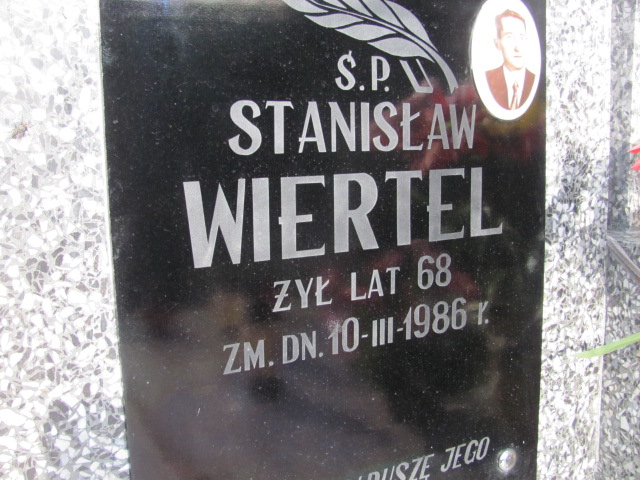 Ś.P.
STANISŁAW
WIERTEL
ŻYŁ LAT 68
ZM. DN. 10-III-1986 r.
DUSZĘ JEGO